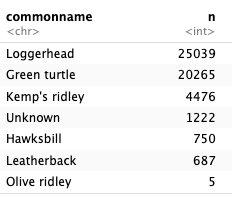 commonname n
<chr> <int>
Loggerhead 25039
Green turtle 20265
Kemp's ridley 4476
Unknown 1222
Hawksbill 750
Leatherback 687
Olive ridley 5